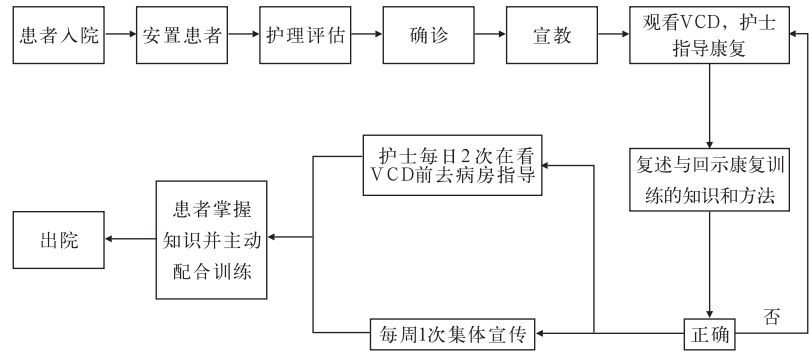 患者入院
安置患者
护理评估
确诊
宣教
观看VCD，护士
指导康复
复述与回示康复训
练的知识和方法
正确
否
护士每日2次在看
VCD前去病房指导
每周1次集体宣传
患者掌握
知识并主动
配合训练
出院